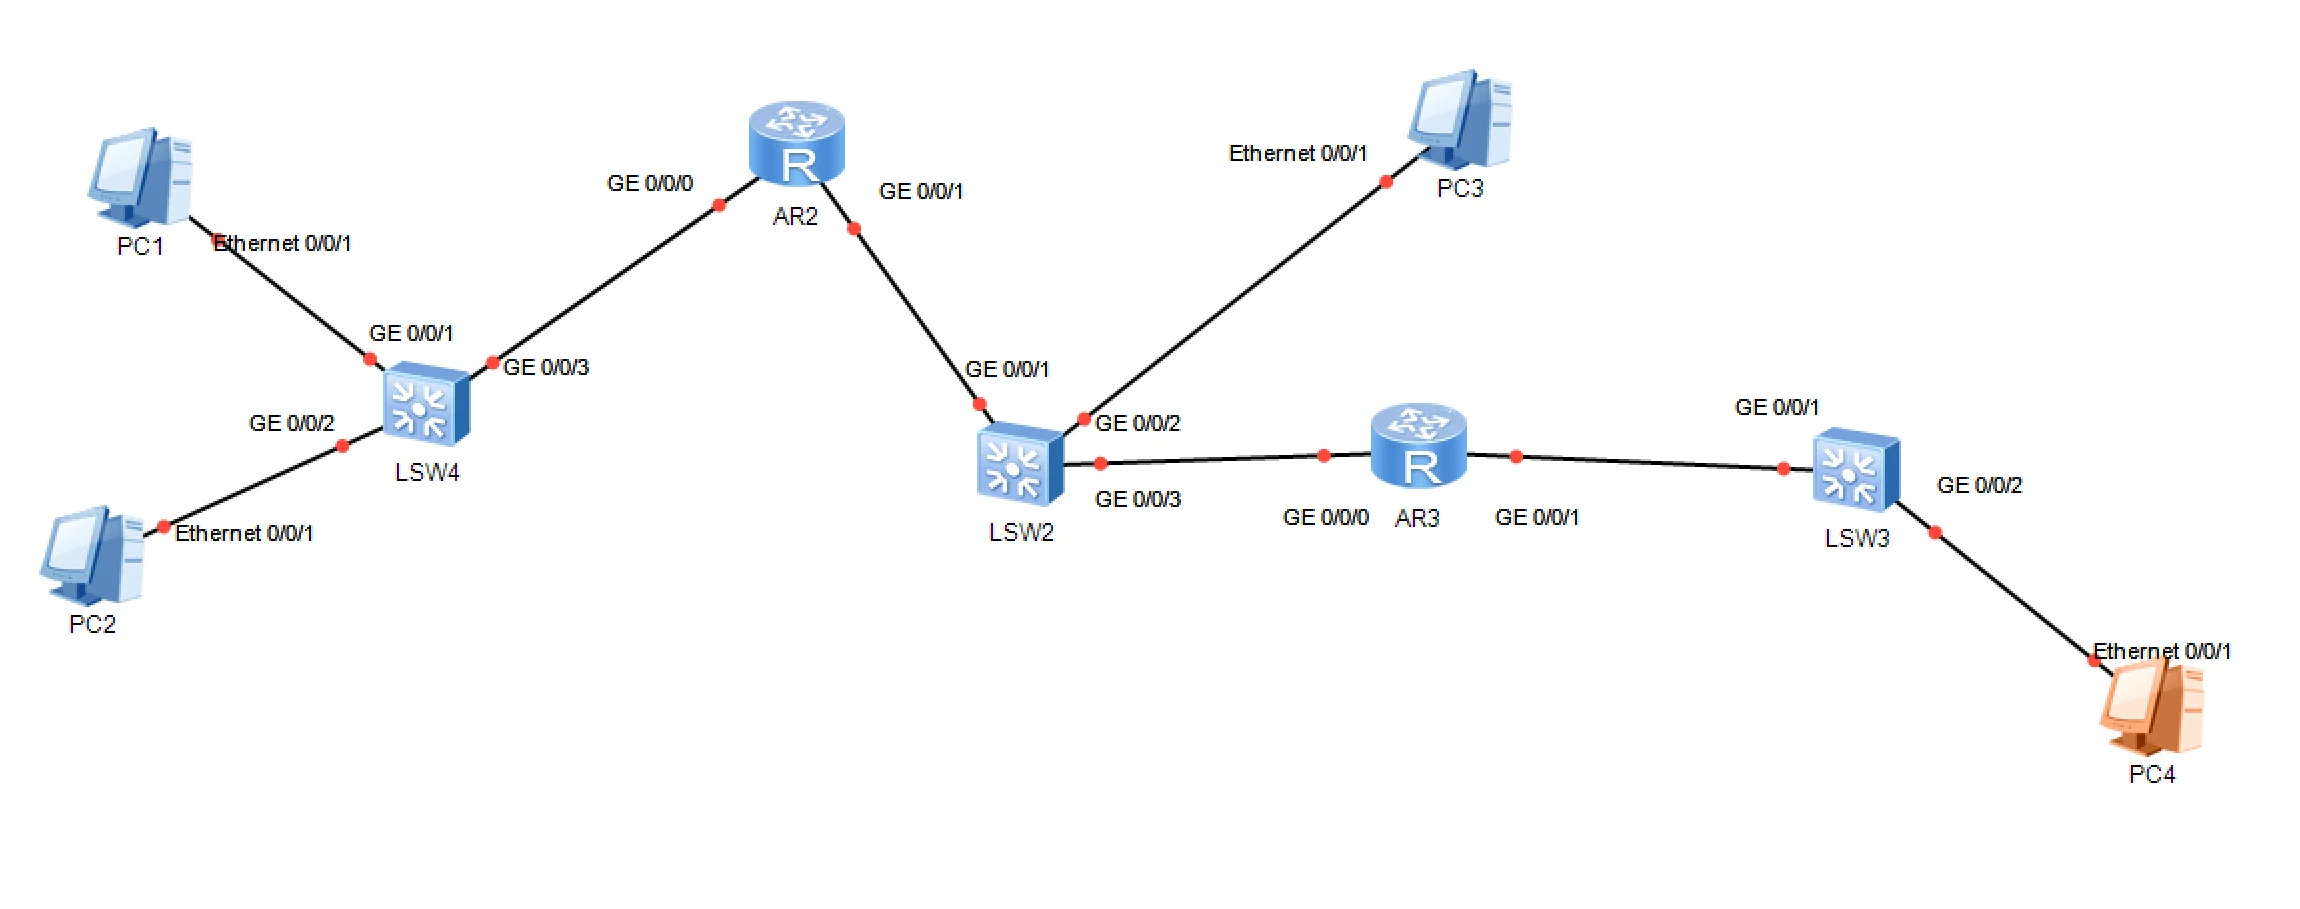 PC1
Ethernet 0/0/1
GE 0/0/1
GE 0/0/2
LSW4
GE 0/0/3
Ethernet 0/0/1
PC2
GE 0/0/0
R
AR2
GE 0/0/1
GE 0/0/1
LSW2
GE 0/0/2
GE 0/0/3
Ethernet 0/0/1
PC3
GE 0/0/0
R
AR3
GE 0/0/1
GE 0/0/1
LSW3
GE 0/0/2
Ethernet 0/0/1
PC4